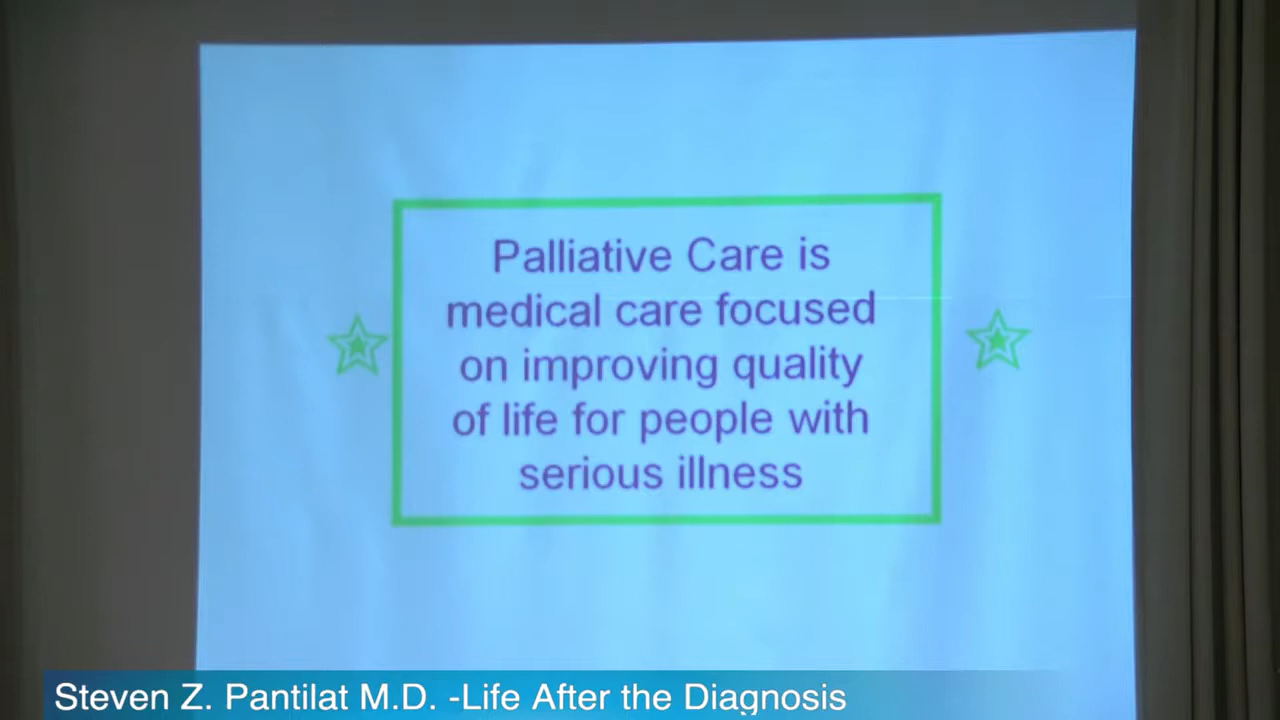 Palliative Care is
medical care focused
on improving quality
of life for people with
serious illness
Steven Z. Pantilat M.D. -Life After the Diagnosis